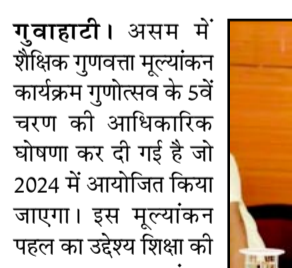 गुवाहाटी। असम में
शैक्षिक गुणवत्ता मूल्यांकन
कार्यक्रम गुणोत्सव के 5वें
चरण की आधिकारिक
घोषणा कर दी गई है जो
2024 में आयोजित किया
जाएगा। इस मूल्यांकन
पहल का उद्देश्य शिक्षा की